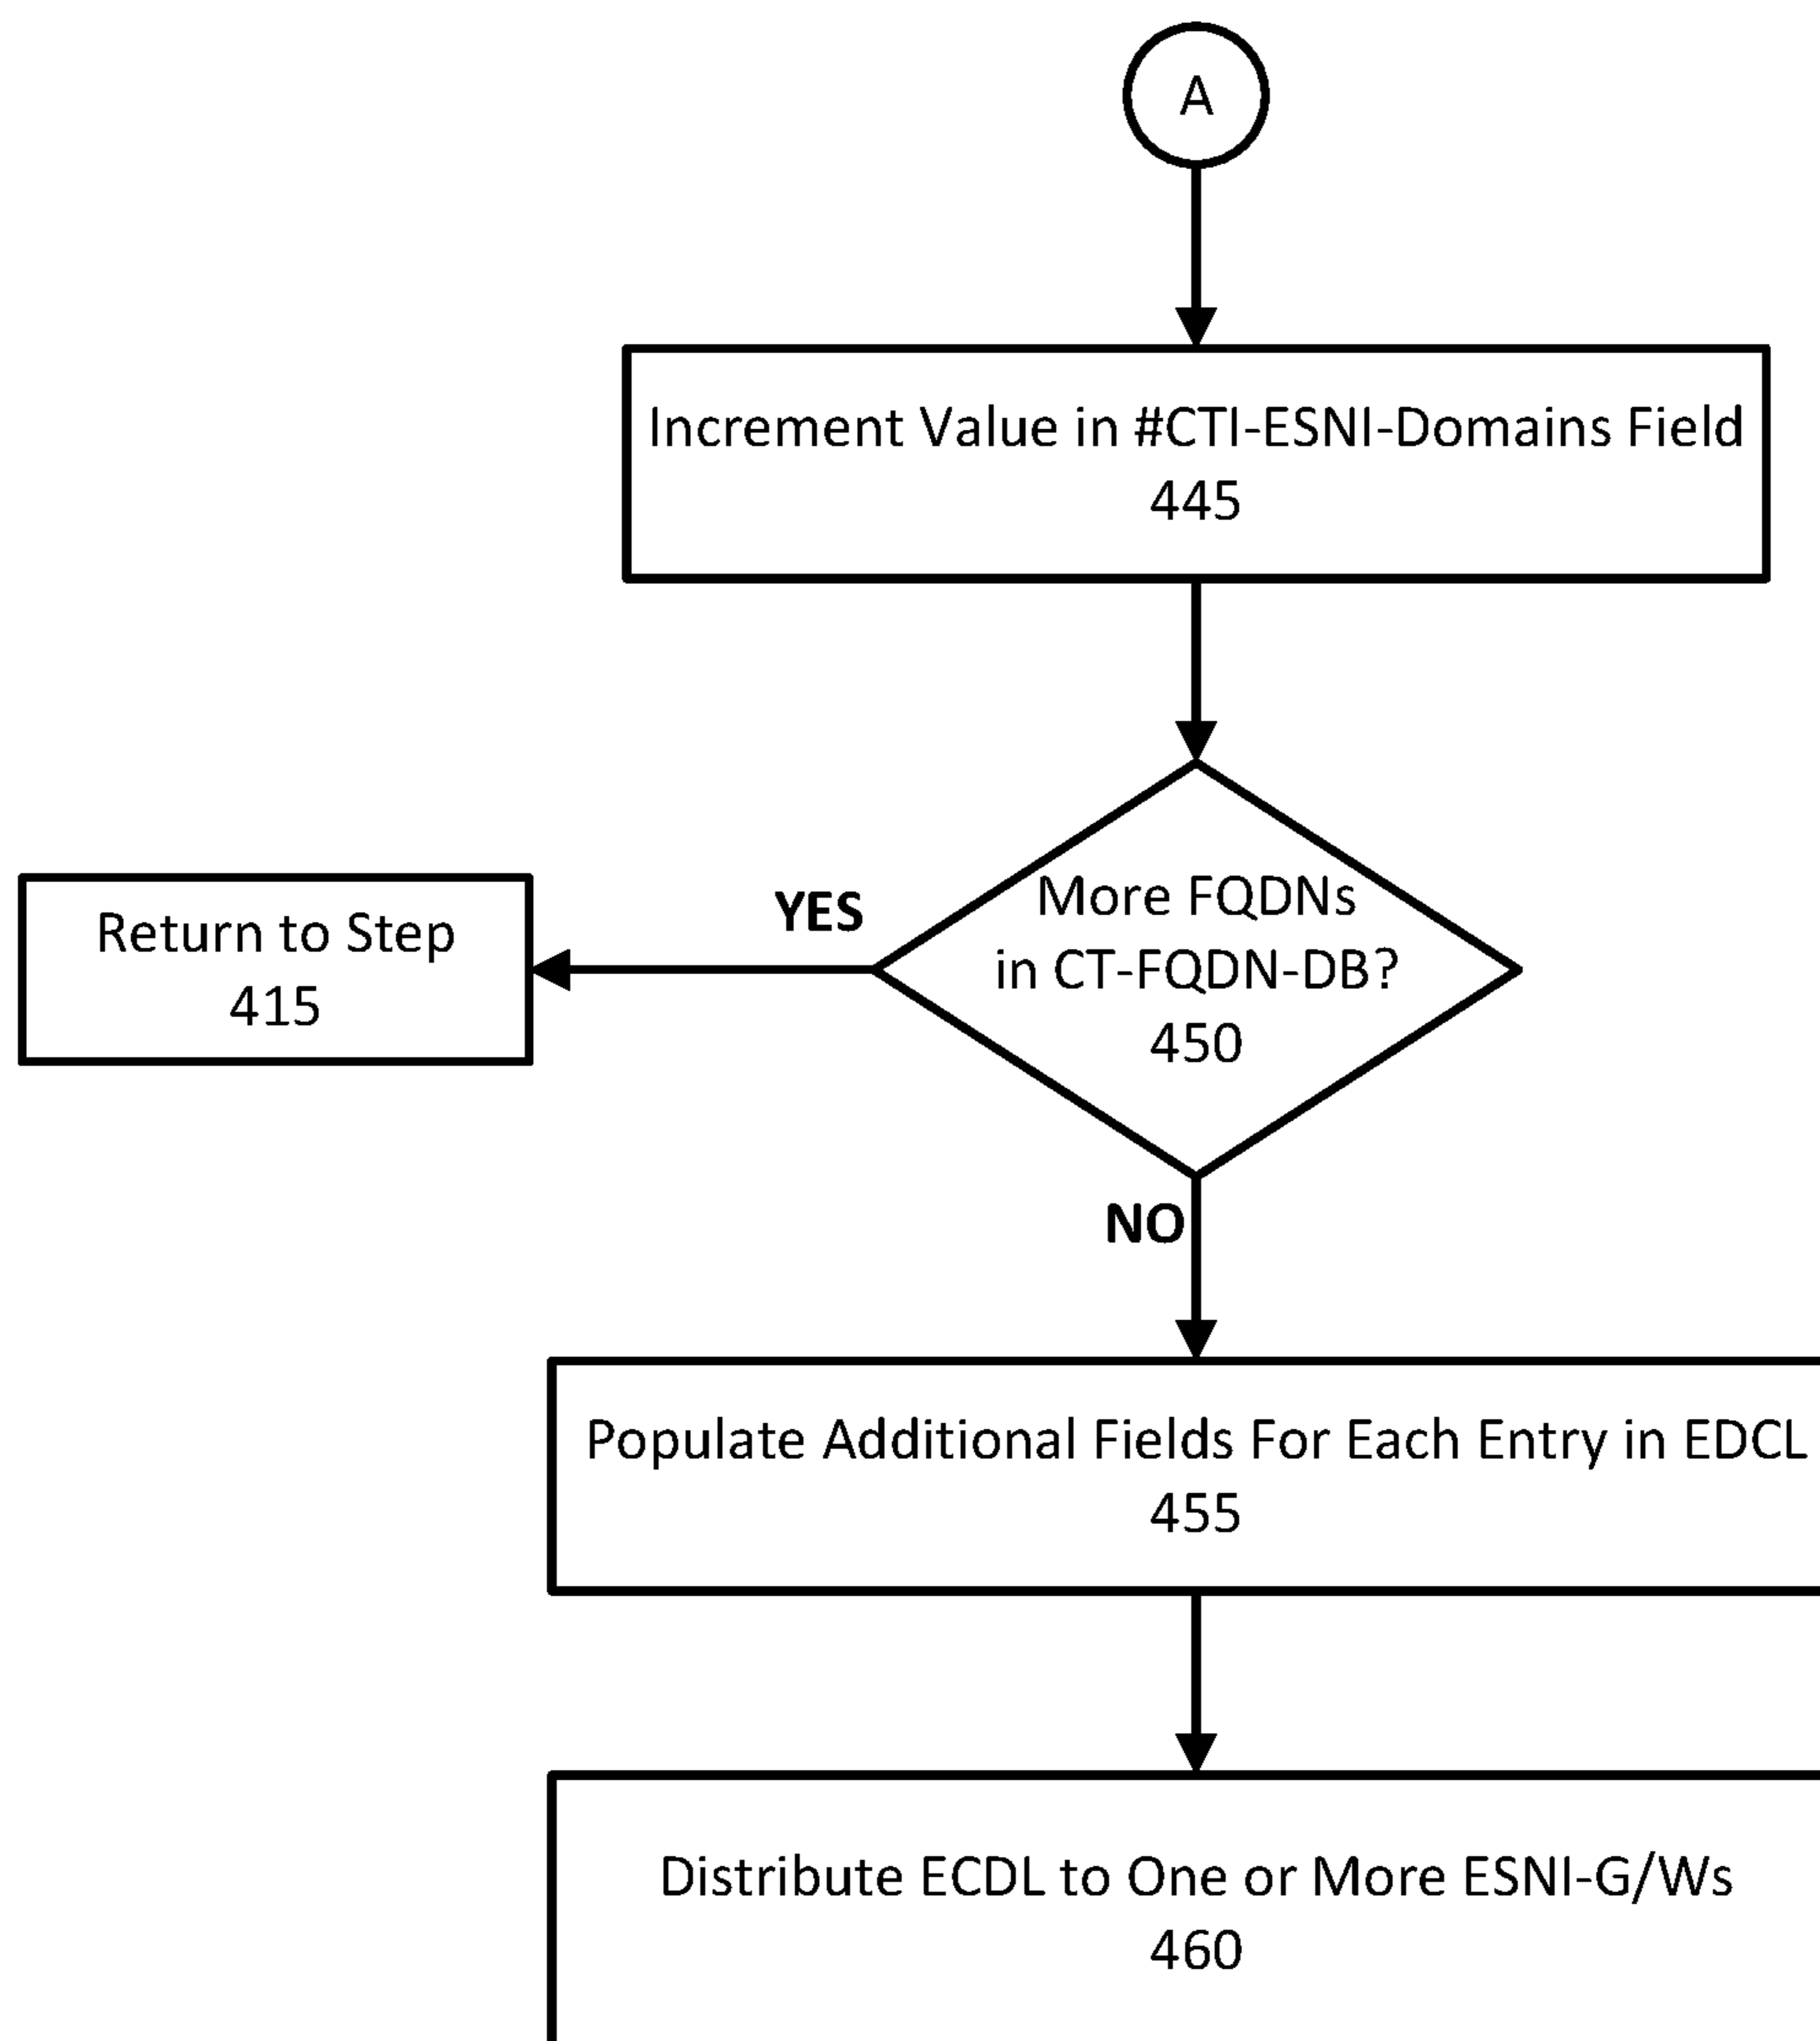 A
Increment Value in #CTI-ESNI-Domains Field
445
More FQDNs
in CT-FQDN-DB?
450
YES
Return to Step
415
NO
Populate Additional Fields For Each Entry in EDCL
455
Distribute ECDL to One or More ESNI-G/Ws
460